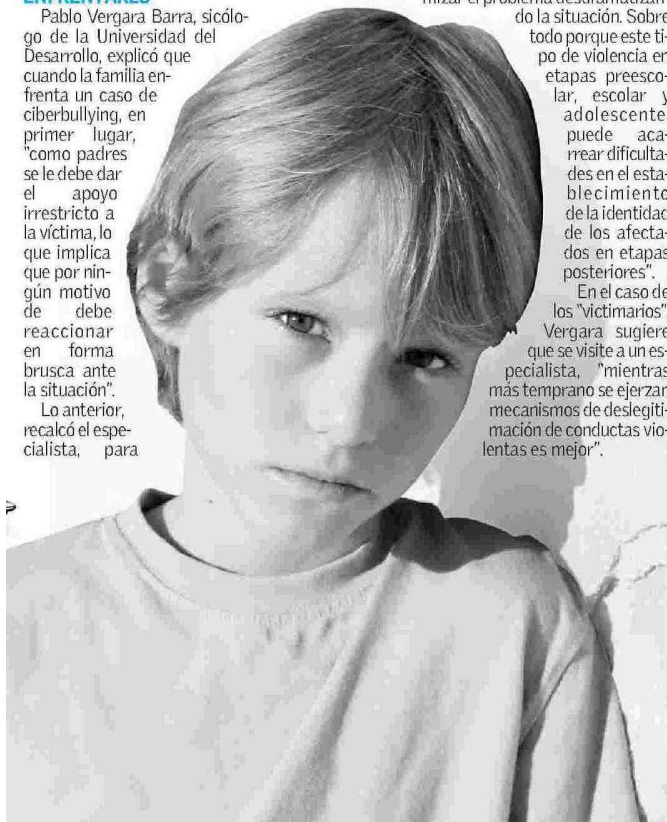 ENFRENTARLO
Pablo Vergara Barra, sicólo-
go de la Universidad del
Desarrollo, explicó que
cuando la familia en-
frenta un caso de
ciberbullying, en
primer lugar,
"como padres
se le debe dar
el apoyo
irrestricto a
la víctima, lo
que implica
que por nin-
gún motivo
de debe
reaccionar
en forma
brusca ante
la situación".
Lo anterior,
recalcó el espe-
cialista, para
mizar el problema desdramatizan-
do la situación. Sobre
todo porque este ti-
po de violencia en
etapas preesco-
lar, escolar y
adolescente
puede aca-
rrear dificulta-
des en el esta-
blecimiento
de la identidad
de los afecta-
dos en etapas
posteriores".
En el caso de
los "victimarios"
Vergara sugiere
que se visite a un es-
pecialista, "mientras
más temprano se ejerzan
mecanismos de deslegiti-
mación de conductas vio-
lentas es mejor".